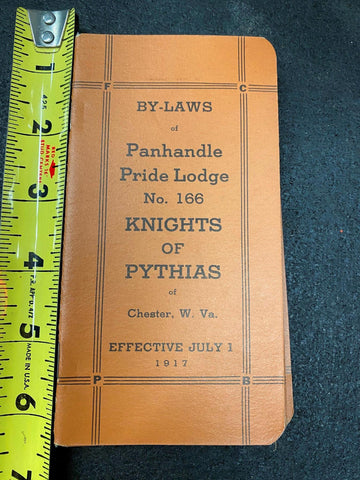 F C
BY-LAWS
of
Panhandle
Pride Lodge
No. 166
KNIGHTS
OF
PYTHIAS
of
Chester, W. Va.
EFFECTIVE JULY 1
1917
P B
1
2
3
4
5
6
7
MADE IN U.S.A.